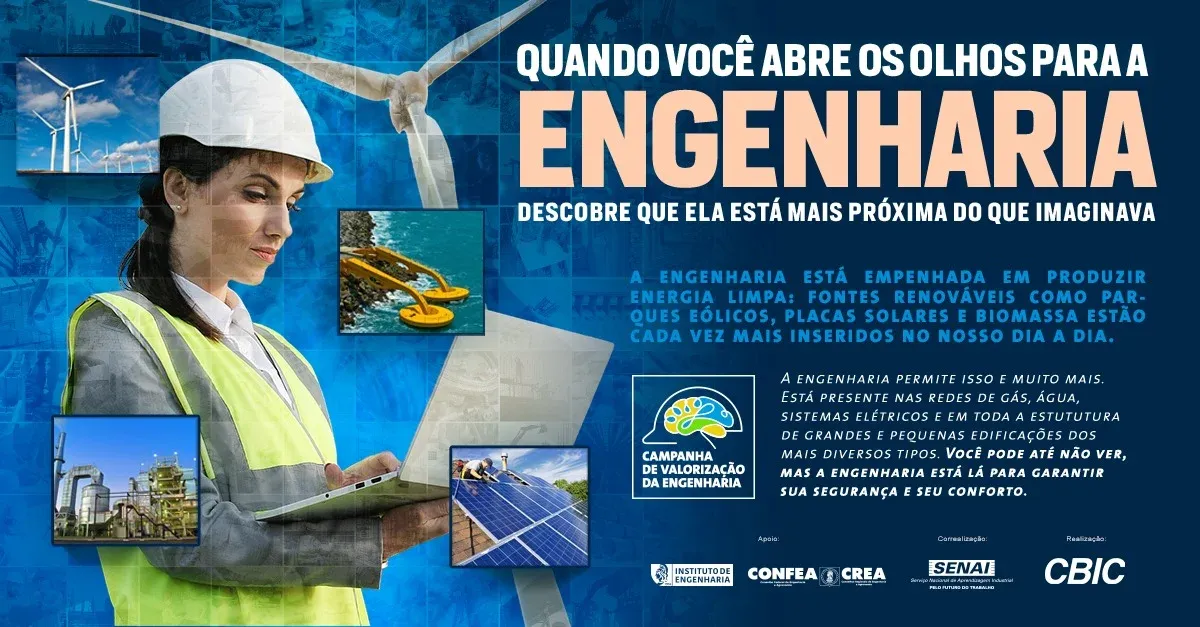 QUANDO VOCÊ ABRE OS OLHOS PARA A
ENGENHARIA
DESCOBRE QUE ELA ESTÁ MAIS PRÓXIMA DO QUE IMAGINAVA
A ENGENHARIA ESTÁ EMPENHADA EM PRODUZIR
ENERGIA LIMPA: FONTES RENOVÁVEIS COMO PAR-
QUES EÓLICOS, PLACAS SOLARES E BIOMASSA ESTÃO
CADA VEZ MAIS INSERIDOS NO NOSSO DIA A DIA.
CAMPANHA
DE VALORIZAÇÃO
DA ENGENHARIA
A ENGENHARIA PERMITE ISSO E MUITO MAIS.
ESTÁ PRESENTE NAS REDES DE GÁS, ÁGUA,
SISTEMAS ELÉTRICOS E EM TODA A ESTUTUTURA
DE GRANDES E PEQUENAS EDIFICAÇÕES DOS
MAIS DIVERSOS TIPOS. VOCÊ PODE ATÉ NÃO VER,
MAS A ENGENHARIA ESTÁ LÁ PARA GARANTIR
SUA SEGURANÇA E SEU CONFORTO.
Apoio:
INSTITUTO DE
ENGENHARIA
CONFEA
CREA
Correalização:
SENAI
Serviço Nacional de Aprendizagem Industrial
PELO FUTURO DO TRABALHO
Realização:
CBIC